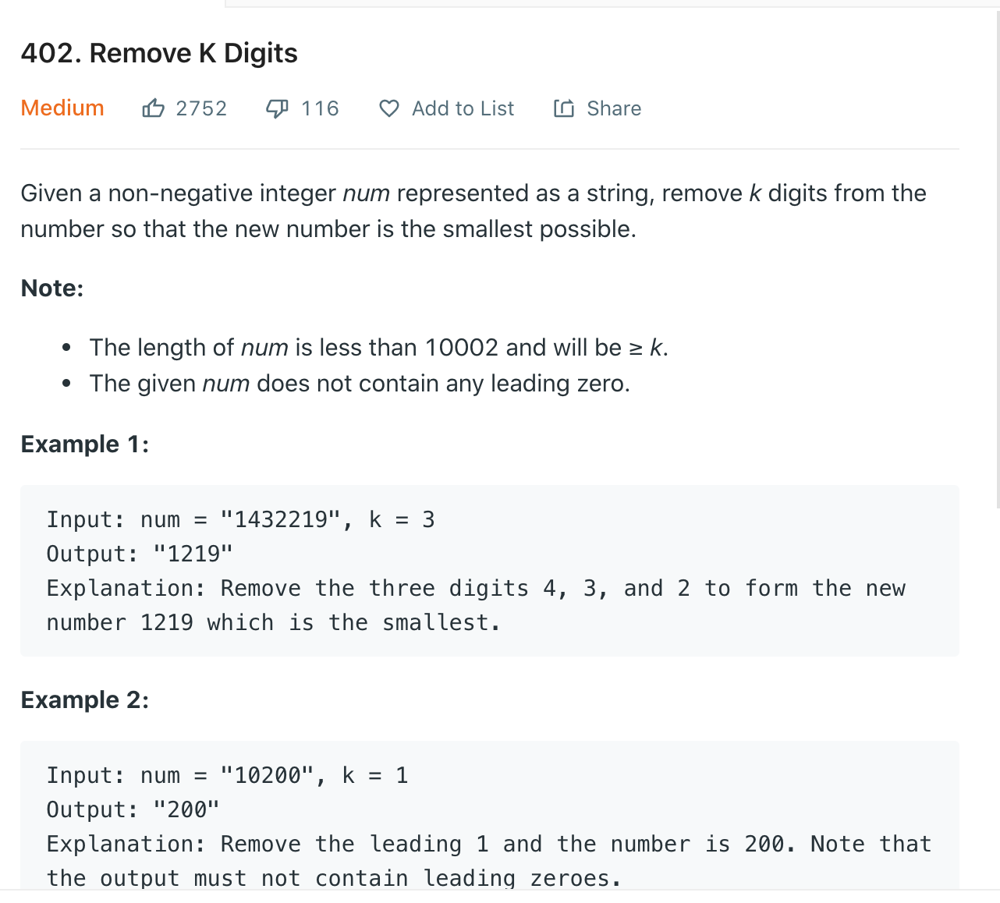 402. Remove K Digits
Medium 2752 116 Add to List Share
Given a non-negative integer num represented as a string, remove k digits from the
number so that the new number is the smallest possible.
Note:
• The length of num is less than 10002 and will be ≥ k.
• The given num does not contain any leading zero.
Example 1:
Input: num = "1432219", k = 3
Output: "1219"
Explanation: Remove the three digits 4, 3, and 2 to form the new
number 1219 which is the smallest.
Example 2:
Input: num = "10200", k = 1
Output: "200"
Explanation: Remove the leading 1 and the number is 200. Note that
the output must not contain leading zeroes.